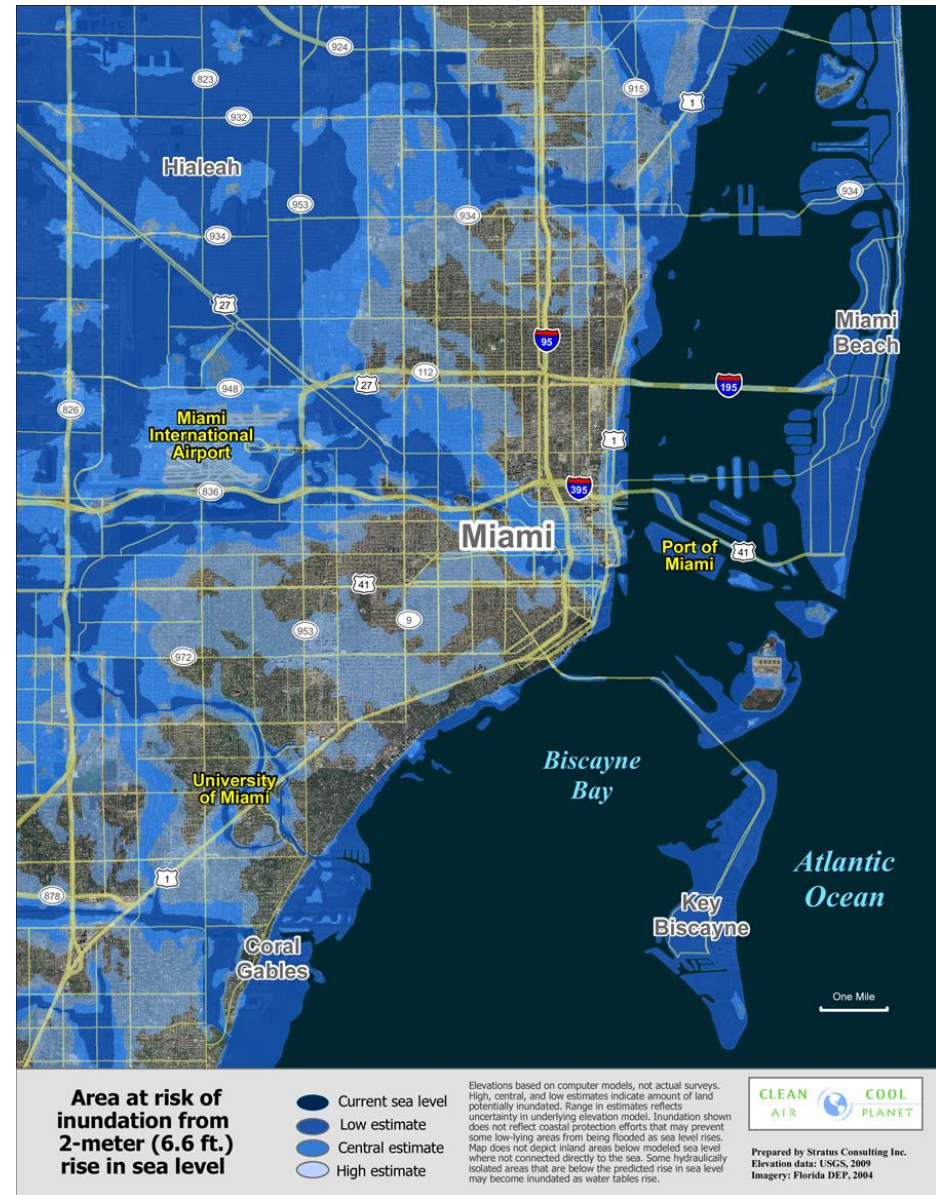 924
823
915
1
932
Hialeah
934
953
934
934
27
95
Miami
Beach
112
27
948
195
826
Miami
International
Airport
1
836
395
Miami
Port of
Miami
41
41
9
953
972
Biscayne
Bay
University
of Miami
Atlantic
Ocean
1
878
Key
Biscayne
Coral
Gables
One Mile
Area at risk of
inundation from
2-meter (6.6 ft.)
rise in sea level
Current sea level
Low estimate
Central estimate
High estimate
Elevations based on computer models, not actual surveys.
High, central, and low estimates indicate amount of land
potentially inundated. Range in estimates reflects
uncertainty in underlying elevation model. Inundation shown
does not reflect coastal protection efforts that may prevent
some low-lying areas from being flooded as sea level rises.
Map does not depict inland areas below modeled sea level
where not connected directly to the sea. Some hydraulically
isolated areas that are below the predicted rise in sea level
may become inundated as water tables rise.
CLEAN COOL
AIR PLANET
Prepared by Stratus Consulting Inc.
Elevation data: USGS, 2009
Imagery: Florida DEP, 2004